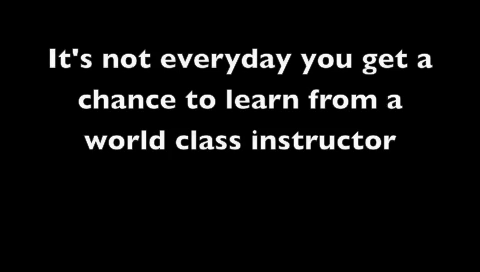 It's not everyday you get a
chance to learn from a
world class instructor